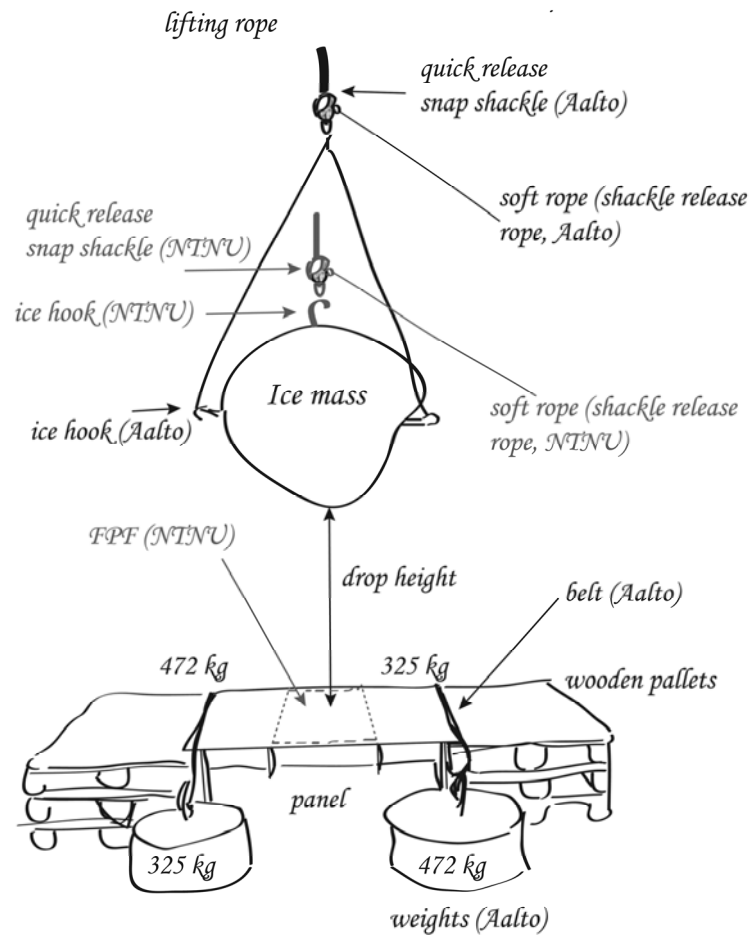 lifting rope
quick release
snap shackle (Aalto)
soft rope (shackle release
rope, Aalto)
quick release
snap shackle (NTNU)
ice hook (NTNU)
Ice mass
ice hook (Aalto)
soft rope (shackle release
rope, NTNU)
FPF (NTNU)
drop height
belt (Aalto)
472 kg
325 kg
wooden pallets
panel
325 kg
472 kg
weights (Aalto)